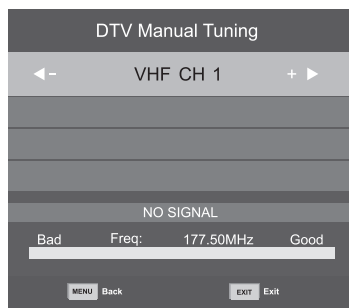 DTV Manual Tuning
◀ - VHF CH 1 + ▶
NO SIGNAL
Bad Freq: 177.50MHz Good
MENU Back EXIT Exit